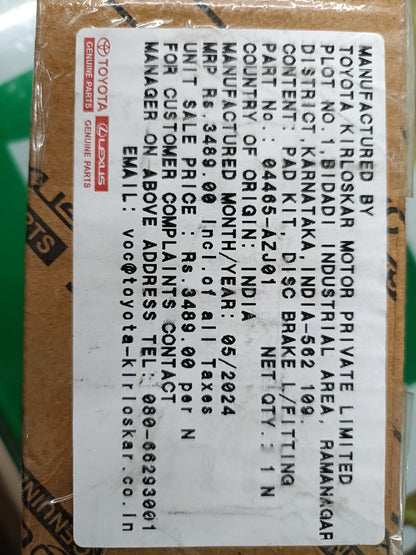 MANUFACTURED BY
TOYOTA KIRLOSKAR MOTOR PRIVATE LIMITED
PLOT NO.1,BIDADI INDUSTRIAL AREA, RAMANAGAR
DISTRICT,KARNATAKA,INDIA-562 109.
CONTENT: PAD KIT, DISC BRAKE L/FITTING
PART No. 04465-AZJ01 NET QTY.: 1 N
COUNTRY OF ORIGIN: INDIA
MANUFACTURED MONTH/YEAR: 05/2024
MRP Rs.3489.00 Incl.of all Taxes
UNIT SALE PRICE : Rs.3489.00 per N
FOR CUSTOMER COMPLAINTS CONTACT
MANAGER ON ABOVE ADDRESS TEL.: 080-66293001
EMAIL: voc@toyota-kirloskar.co.in
TOYOTA
GENUINE PARTS
LEXUS
GENUINE PARTS
PARTS
GENUINE